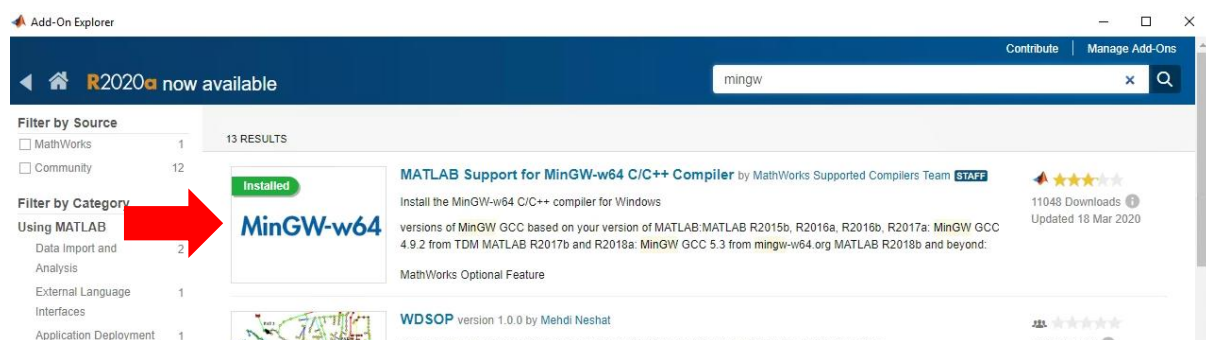 Add-On Explorer
Contribute | Manage Add-Ons
R2020a now available
mingw
Filter by Source
MathWorks 1
Community 12
Filter by Category
Using MATLAB
Data Import and Analysis 2
External Language Interfaces 1
Application Deployment 1
13 RESULTS
Installed
MinGW-w64
MATLAB Support for MinGW-w64 C/C++ Compiler by MathWorks Supported Compilers Team STAFF
Install the MinGW-w64 C/C++ compiler for Windows
versions of MinGW GCC based on your version of MATLAB:MATLAB R2015b, R2016a, R2016b, R2017a: MinGW GCC
4.9.2 from TDM MATLAB R2017b and R2018a: MinGW GCC 5.3 from mingw-w64.org MATLAB R2018b and beyond:
MathWorks Optional Feature
11048 Downloads
Updated 18 Mar 2020
WDSOP version 1.0.0 by Mehdi Neshat